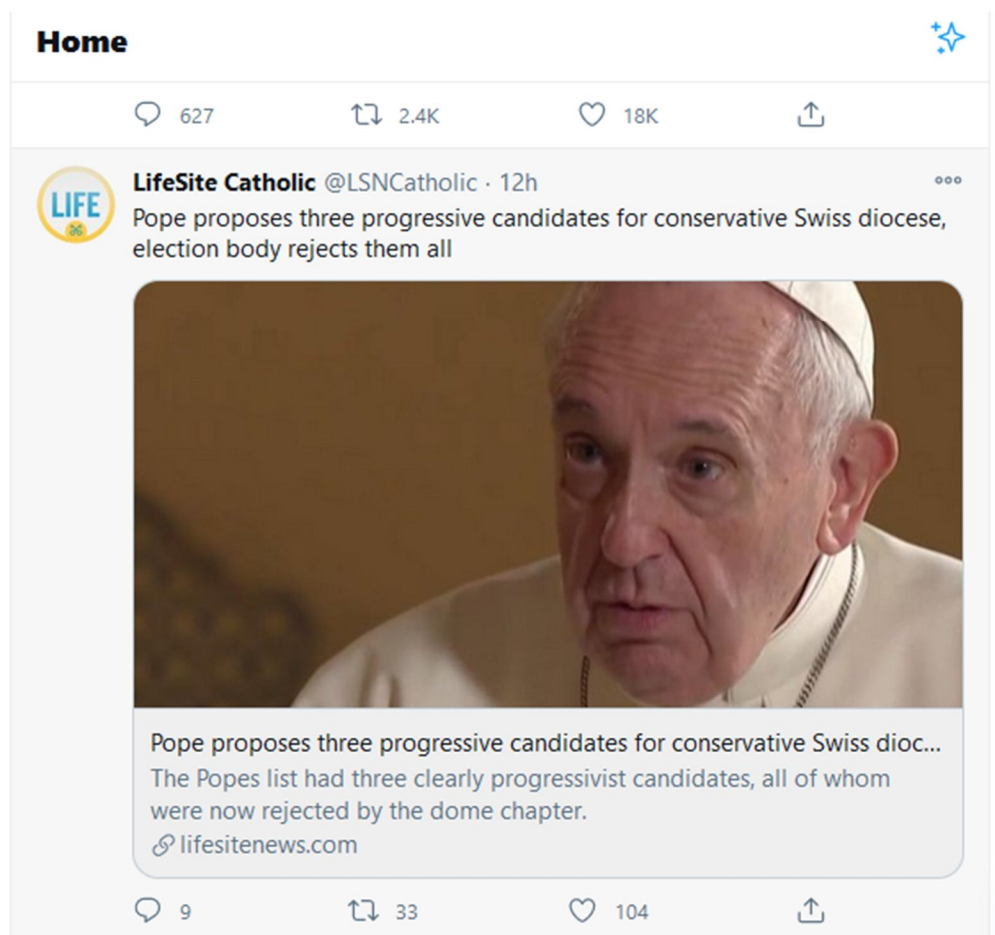 Home
627 2.4K 18K
LifeSite Catholic @LSNCatholic · 12h
LIFE
Pope proposes three progressive candidates for conservative Swiss diocese,
election body rejects them all
Pope proposes three progressive candidates for conservative Swiss dioc...
The Popes list had three clearly progressivist candidates, all of whom
were now rejected by the dome chapter.
lifesitenews.com
9 33 104